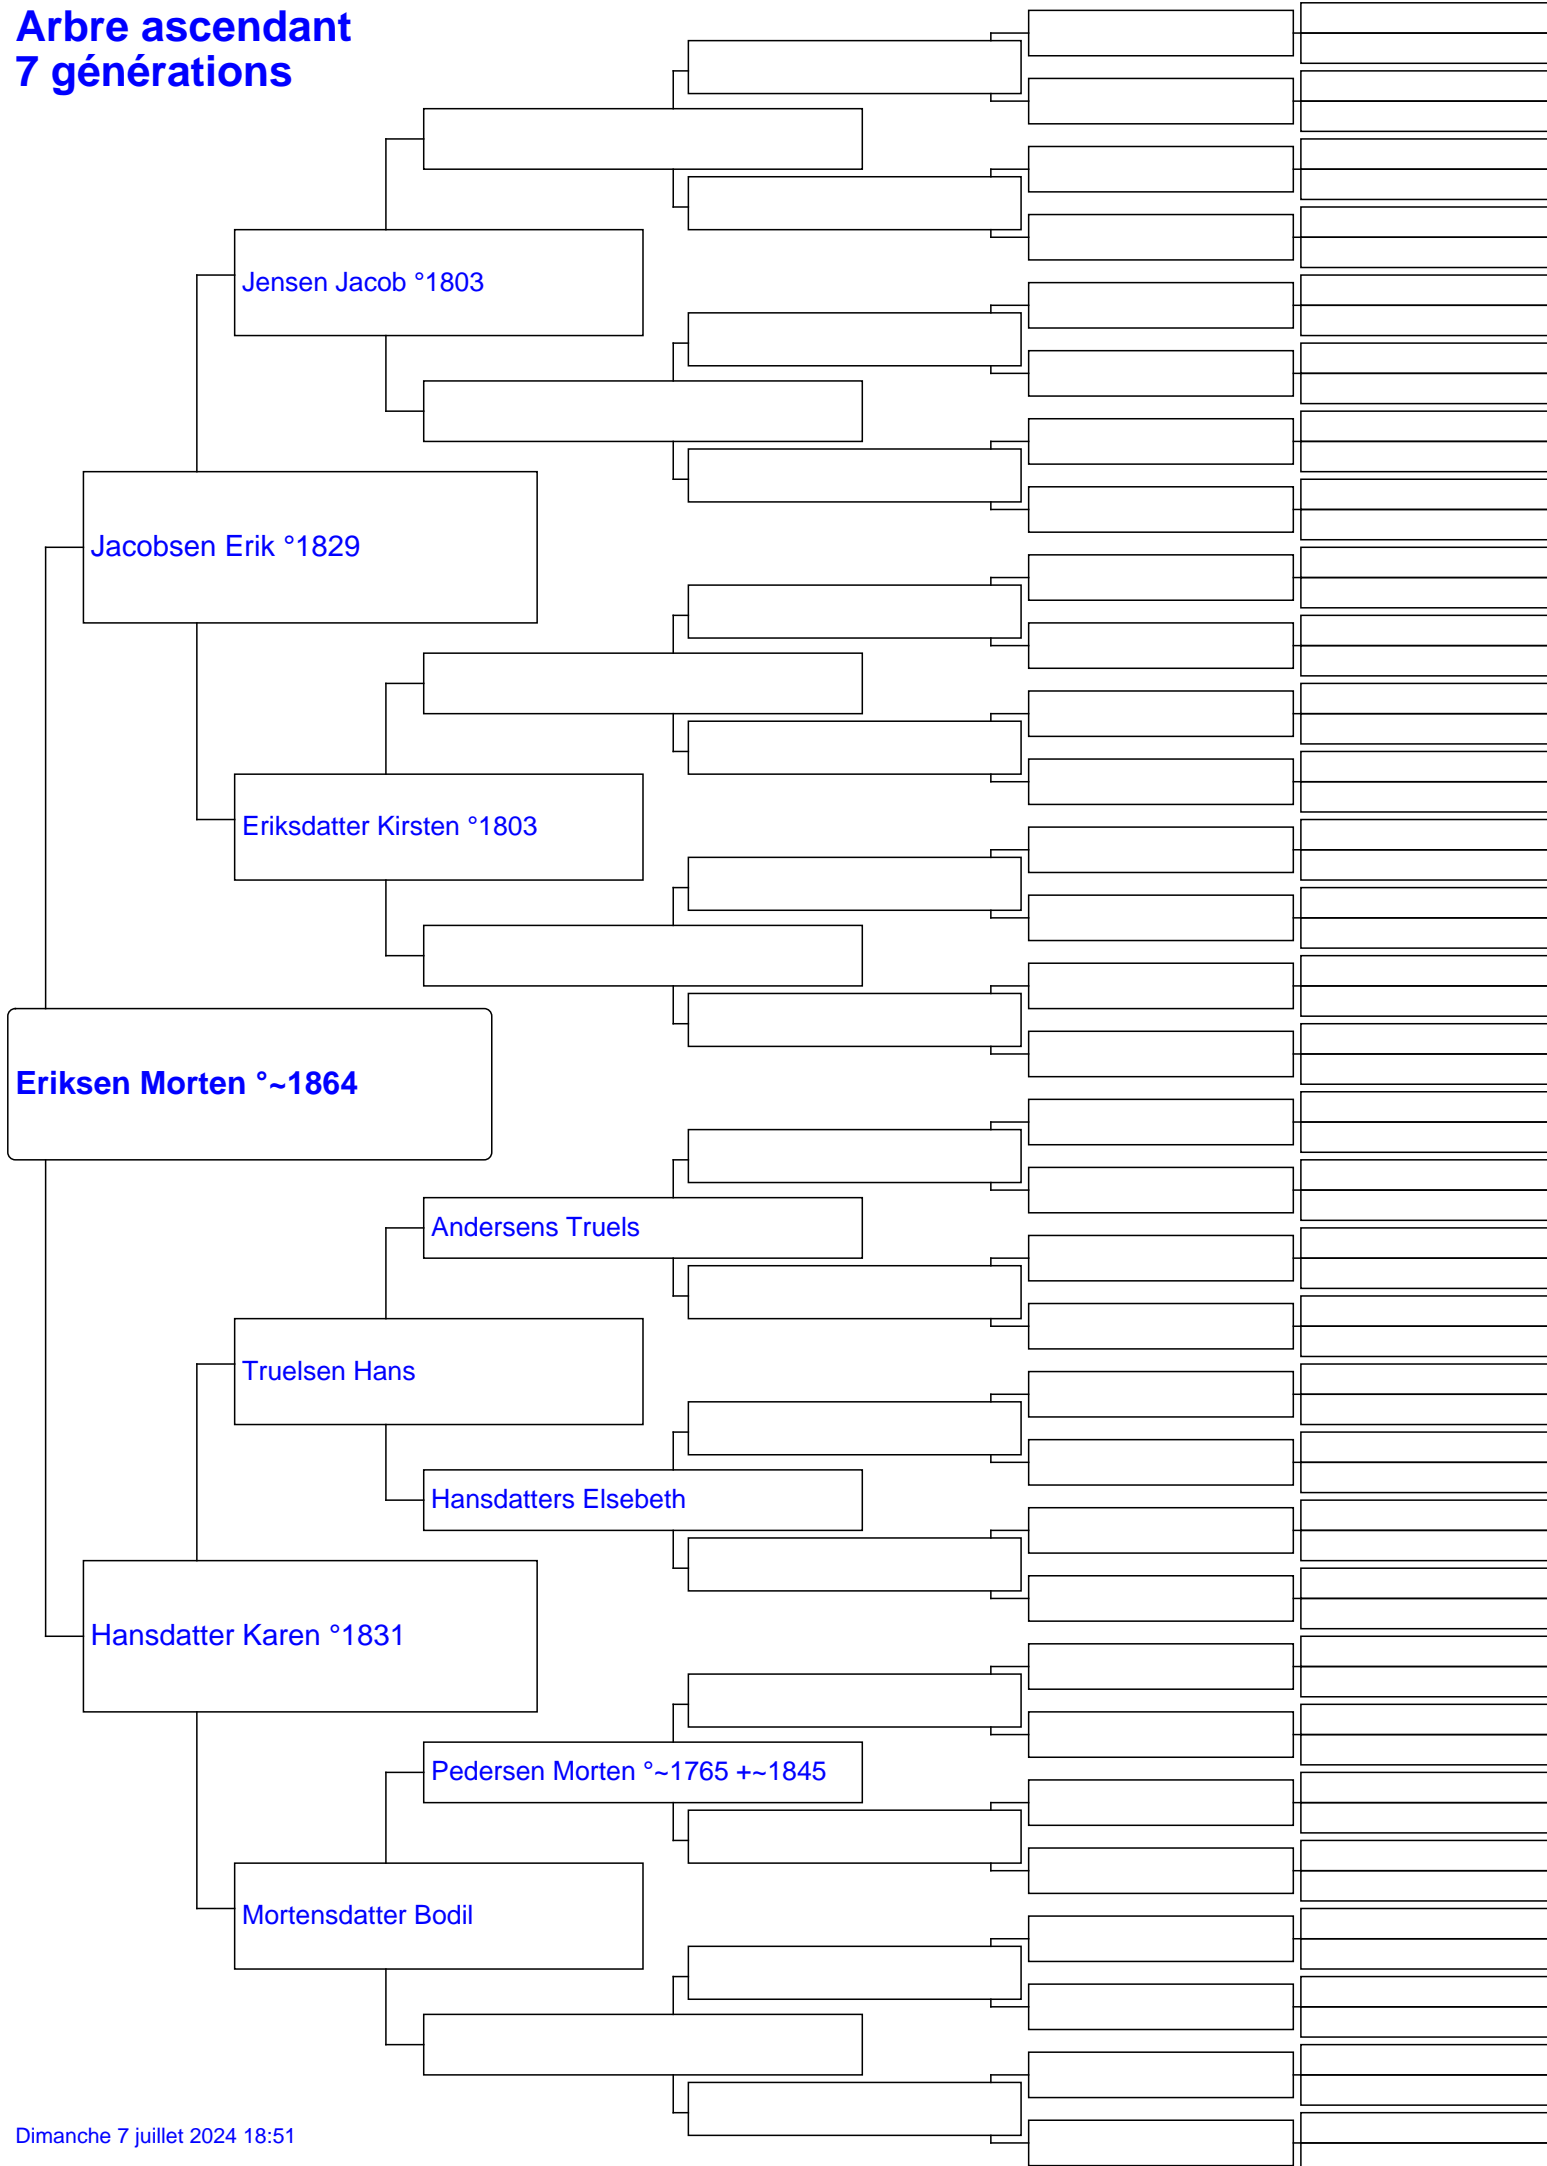 Arbre ascendant
7 générations
Jensen Jacob °1803
Jacobsen Erik °1829
Eriksdatter Kirsten °1803
Eriksen Morten °~1864
Andersens Truels
Truelsen Hans
Hansdatters Elsebeth
Hansdatter Karen °1831
Pedersen Morten °~1765 +~1845
Mortensdatter Bodil
Dimanche 7 juillet 2024 18:51